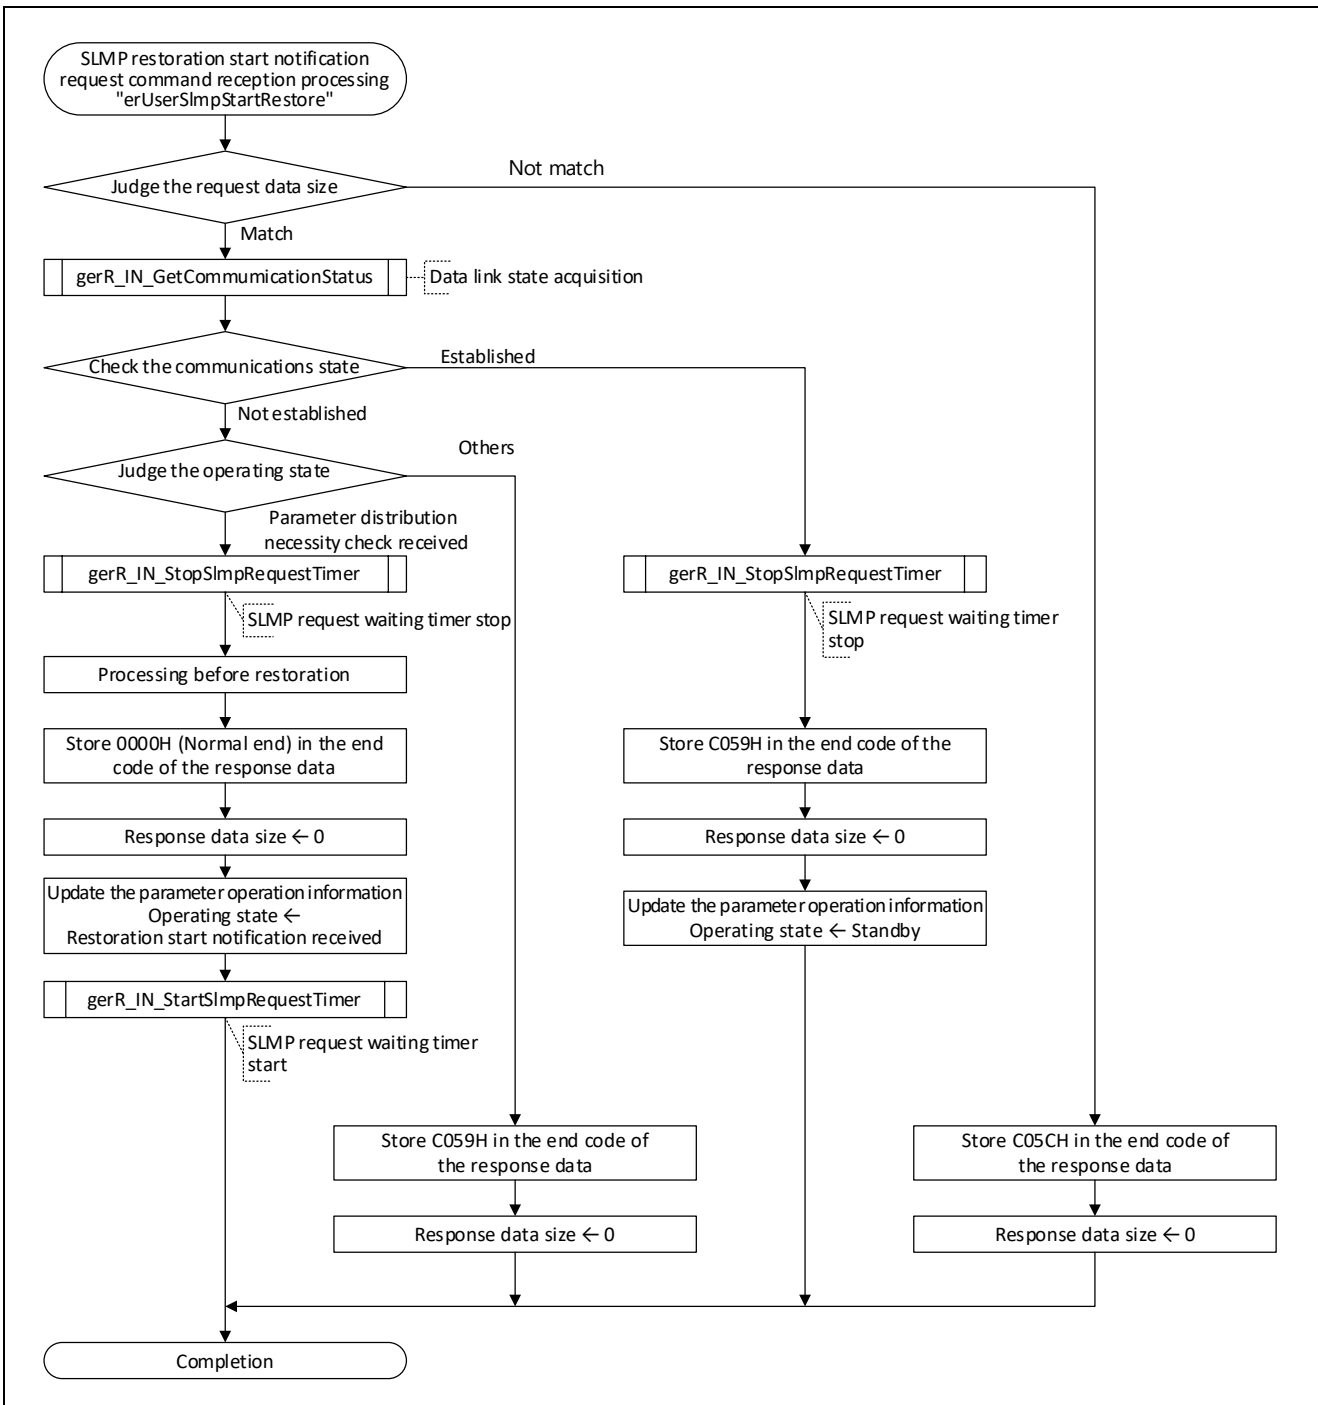 SLMP restoration start notification
request command reception processing
"erUserSlmpStartRestore"
Not match
Judge the request data size
Match
gerR_IN_GetCommumicationStatus
Data link state acquisition
Established
Check the communications state
Not established
Others
Judge the operating state
Parameter distribution
necessity check received
gerR_IN_StopSlmpRequestTimer
gerR_IN_StopSlmpRequestTimer
SLMP request waiting timer stop
SLMP request waiting timer
stop
Processing before restoration
Store 0000H (Normal end) in the end
code of the response data
Store C059H in the end code of the
response data
Response data size ← 0
Response data size ← 0
Update the parameter operation information
Operating state ←
Restoration start notification received
Update the parameter operation information
Operating state ← Standby
gerR_IN_StartSlmpRequestTimer
SLMP request waiting timer
start
Store C059H in the end code of
the response data
Store C05CH in the end code of
the response data
Response data size ← 0
Response data size ← 0
Completion